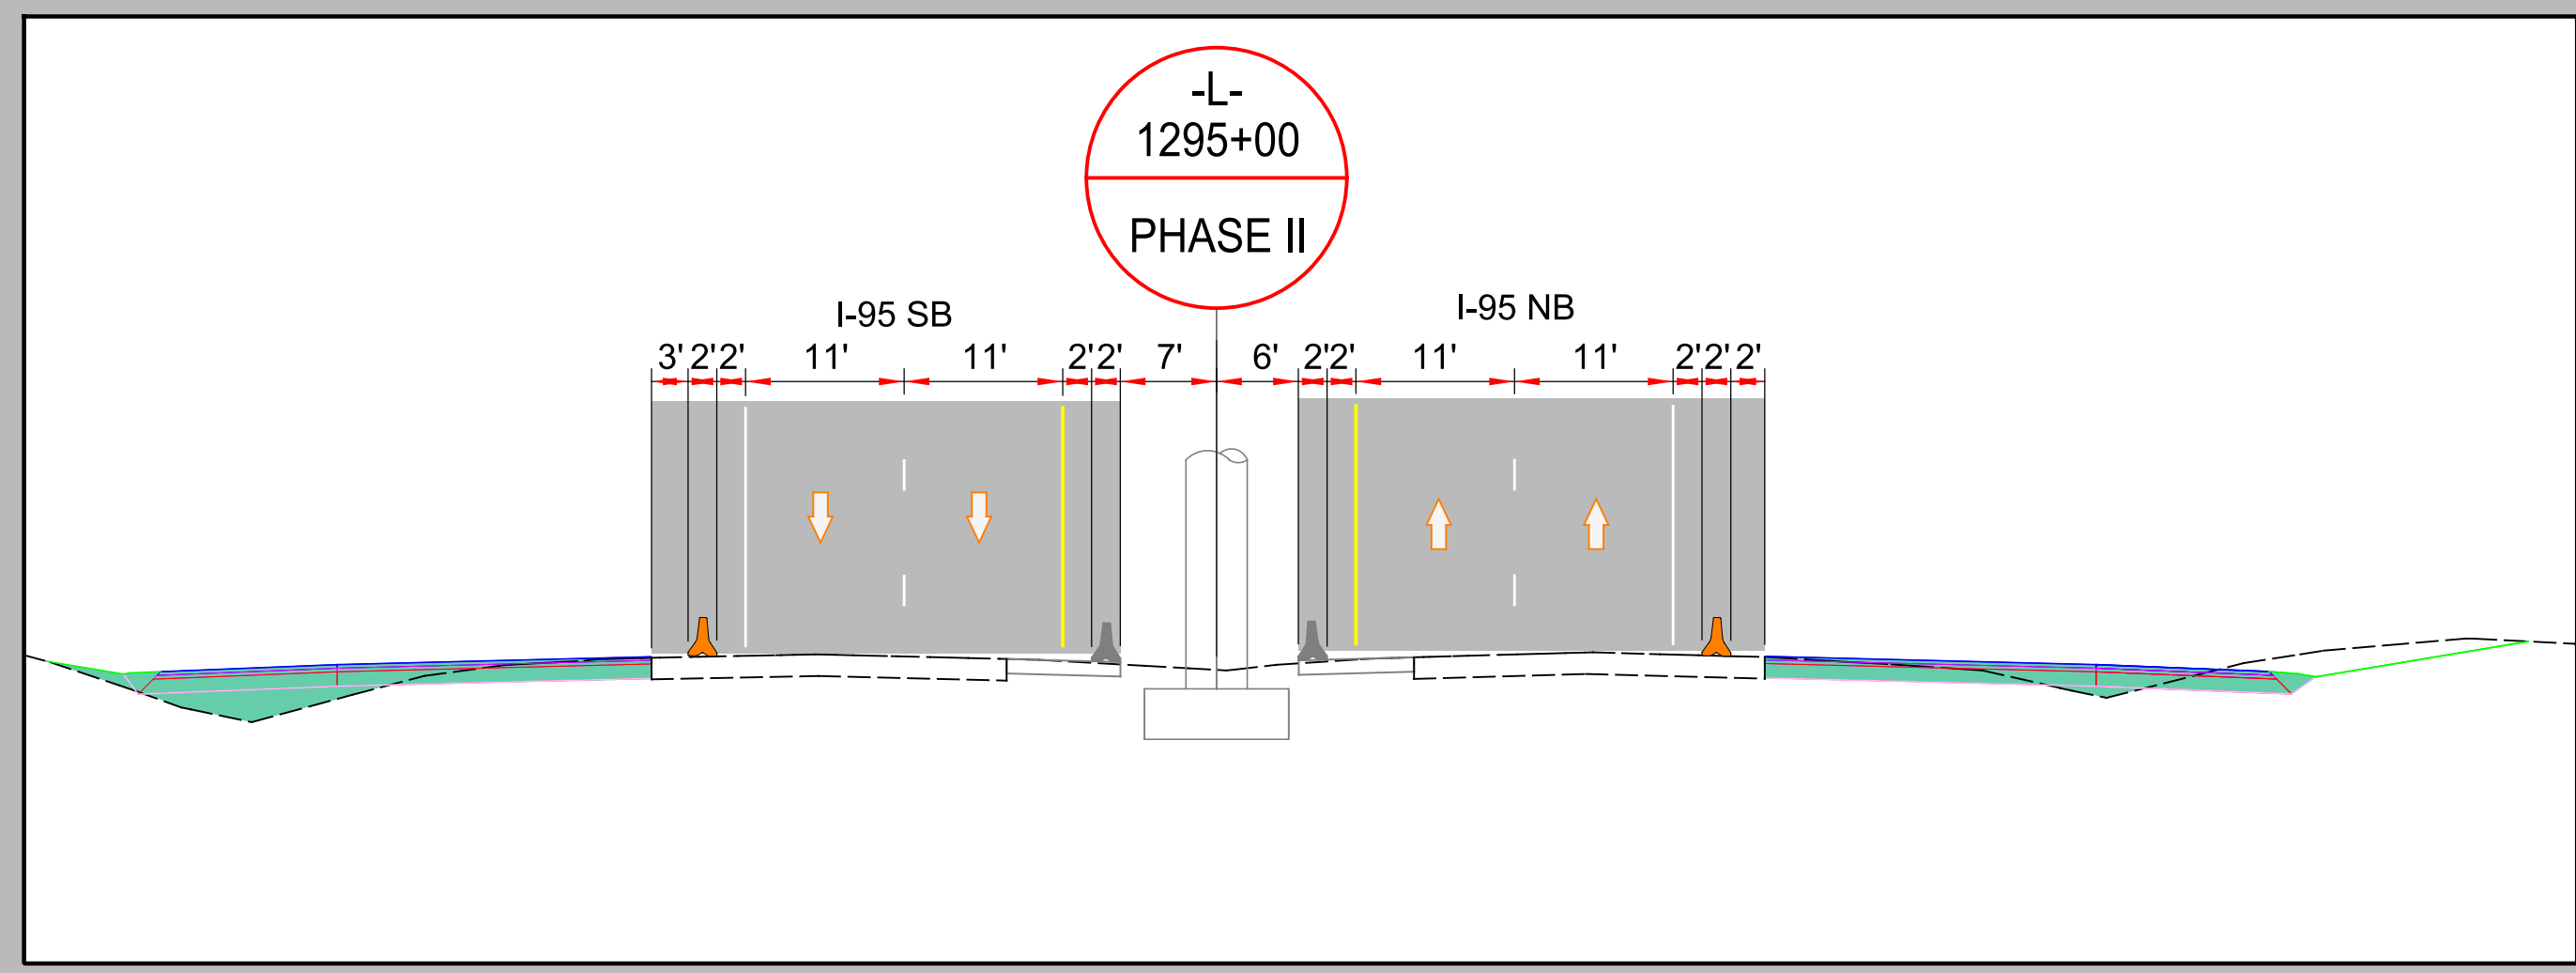 -L-
1295+00
PHASE II
I-95 SB
I-95 NB
3' 2' 2' 11' 11' 2' 2' 7' 6' 2' 2' 11' 11' 2' 2' 2'